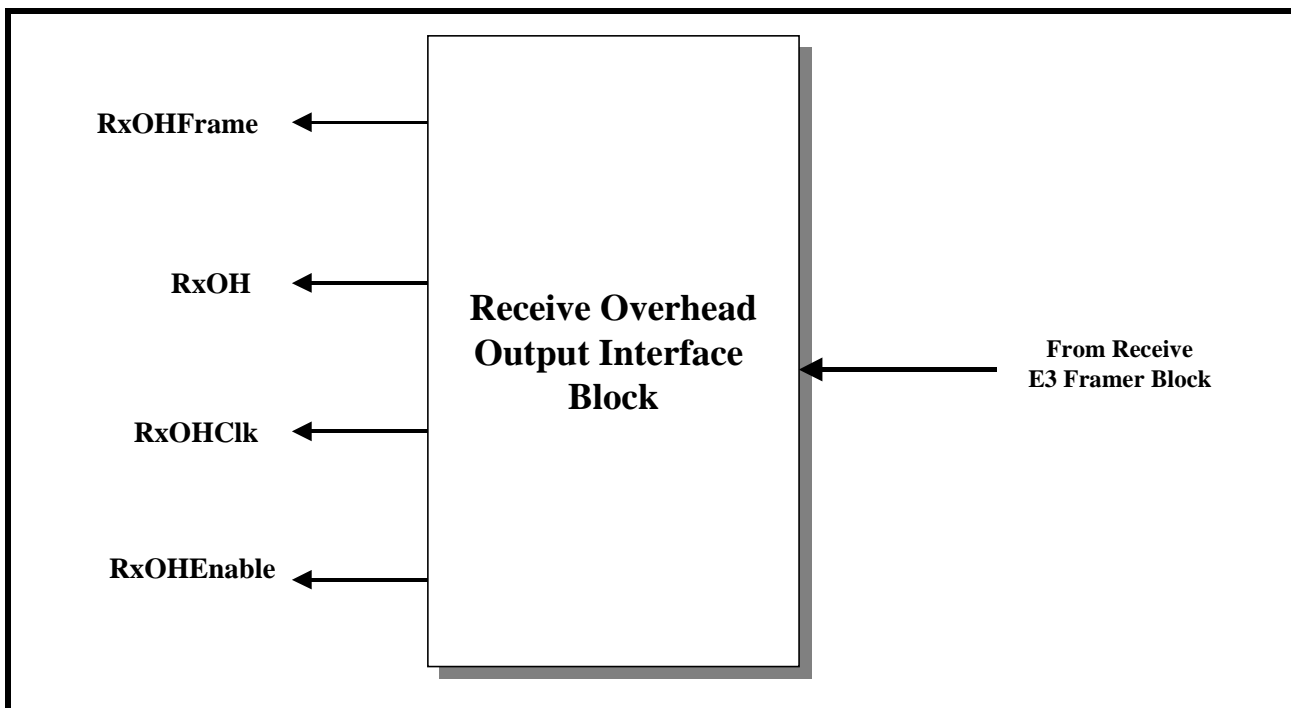 RxOHFrame
RxOH
RxOHClk
RxOHEnable
Receive Overhead
Output Interface
Block
From Receive
E3 Framer Block